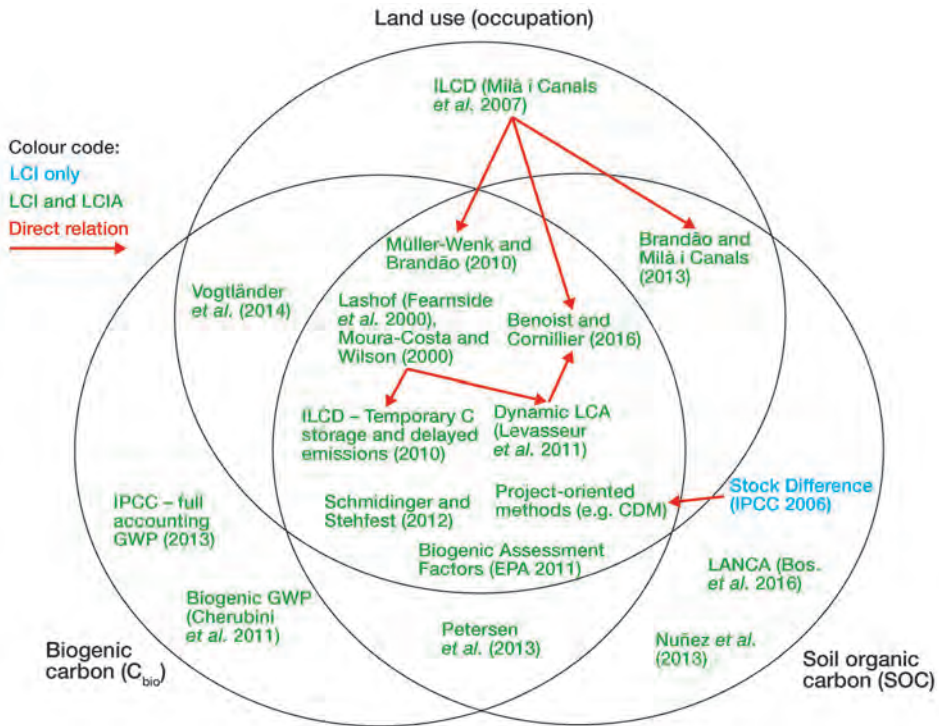 Land use (occupation)
ILCD (Milà i Canals
et al. 2007)
Colour code:
LCI only
LCI and LCIA
Direct relation
Müller-Wenk and
Brandão (2010)
Brandão and
Milà i Canals
(2013)
Vogtländer
et al. (2014)
Lashof (Fearnside
et al. 2000),
Moura-Costa and
Wilson (2000)
Benoist and
Cornillier (2016)
ILCD – Temporary C
storage and delayed
emissions (2010)
Dynamic LCA
(Levasseur
et al. 2011)
IPCC – full
accounting
GWP (2013)
Schmidinger and
Stehfest (2012)
Project-oriented
methods (e.g. CDM)
Stock Difference
(IPCC 2006)
Biogenic Assessment
Factors (EPA 2011)
LANCA (Bos.
et al. 2016)
Biogenic GWP
(Cherubini
et al. 2011)
Petersen
et al. (2013)
Nuñez et al.
(2013)
Biogenic
carbon (Cbio)
Soil organic
carbon (SOC)